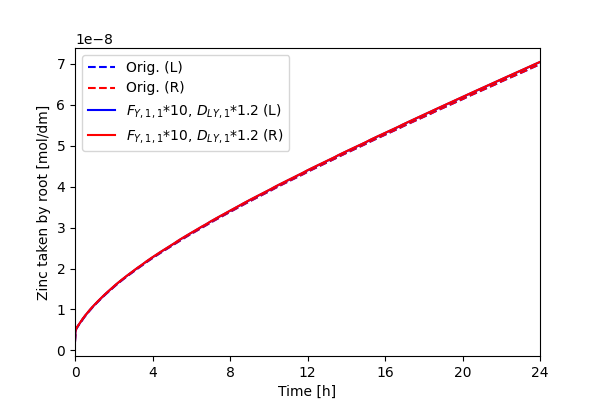 1e−8
7
6
5
4
3
2
1
0
Zinc taken by root [mol/dm]
Orig. (L)
Orig. (R)
F_{Y,1,1}*10, D_{LY,1}*1.2 (L)
F_{Y,1,1}*10, D_{LY,1}*1.2 (R)
0 4 8 12 16 20 24
Time [h]